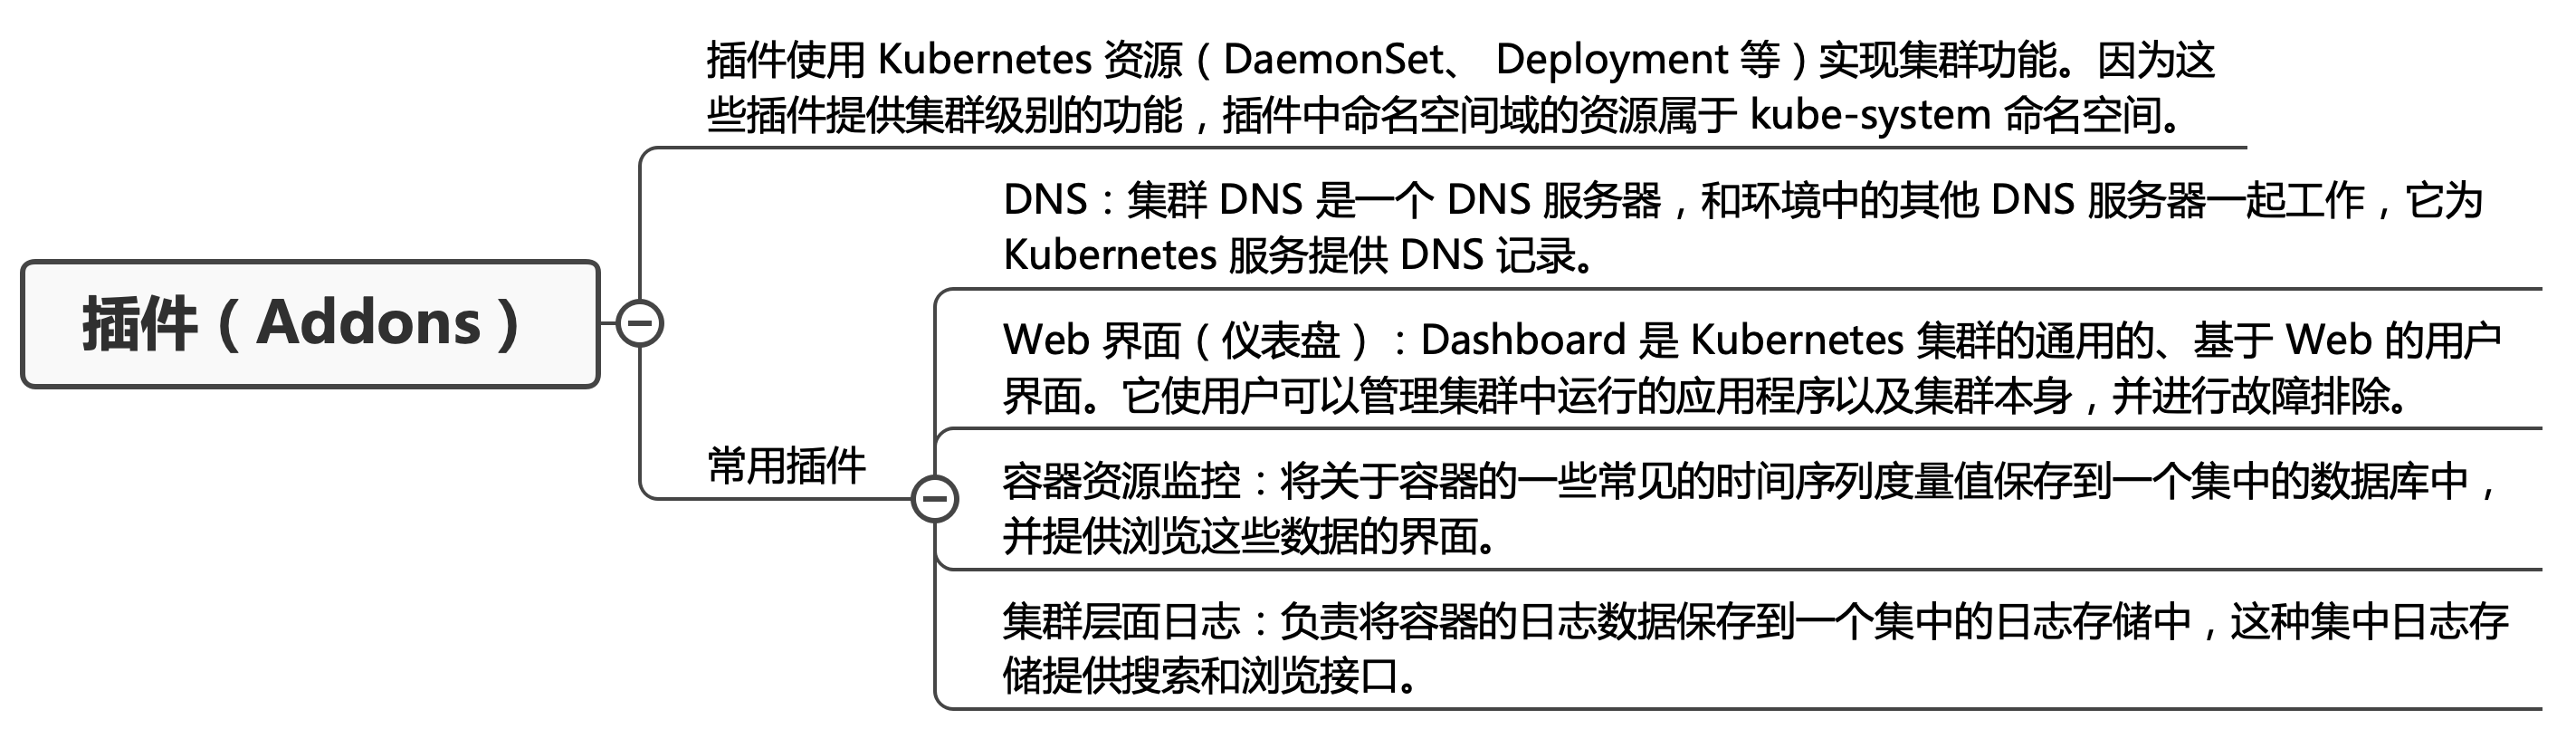 插件使用 Kubernetes 资源（DaemonSet、 Deployment 等）实现集群功能。因为这
些插件提供集群级别的功能，插件中命名空间域的资源属于 kube-system 命名空间。
DNS：集群 DNS 是一个 DNS 服务器，和环境中的其他 DNS 服务器一起工作，它为
Kubernetes 服务提供 DNS 记录。
插件（Addons）
Web 界面（仪表盘）：Dashboard 是 Kubernetes 集群的通用的、基于 Web 的用户
界面。它使用户可以管理集群中运行的应用程序以及集群本身，并进行故障排除。
常用插件
容器资源监控：将关于容器的一些常见的时间序列度量值保存到一个集中的数据库中，
并提供浏览这些数据的界面。
集群层面日志：负责将容器的日志数据保存到一个集中的日志存储中，这种集中日志存
储提供搜索和浏览接口。